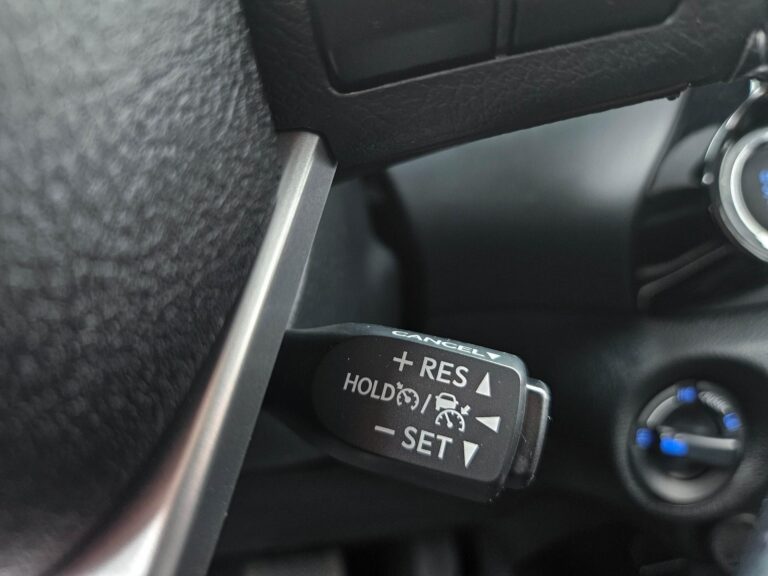 CANCEL▼
+ RES ▲
HOLD / ◀
− SET ▼